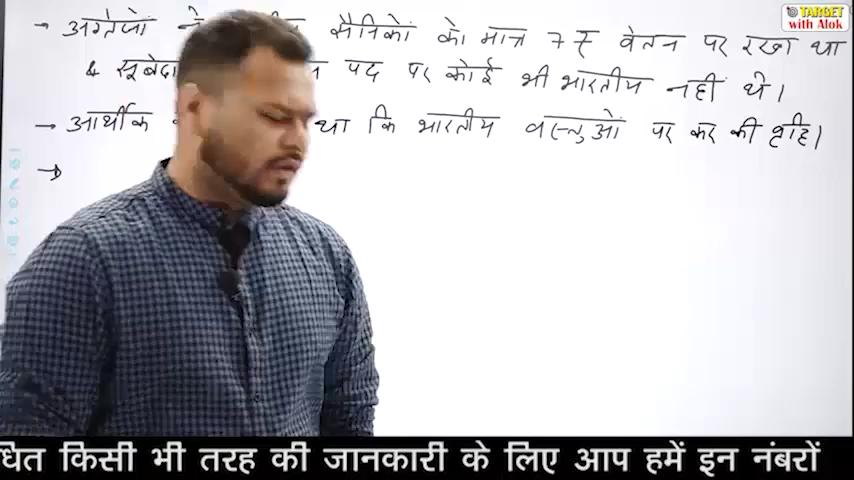 TARGET
with Alok
→ अंग्रेजो सैनिकों को मात्र 7 ₹ वेतन पर रखा था
& पद पर कोई भी भारतीय नहीं थे।
→ आर्थीक था कि भारतीय वस्तुओ पर कर की वृद्धि।
→
धित किसी भी तरह की जानकारी के लिए आप हमें इन नंबरों